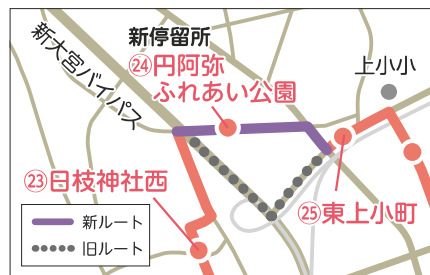 新停留所
㉔円阿弥
ふれあい公園
新大宮バイパス
上小小
㉓日枝神社西
㉕東上小町
新ルート
旧ルート